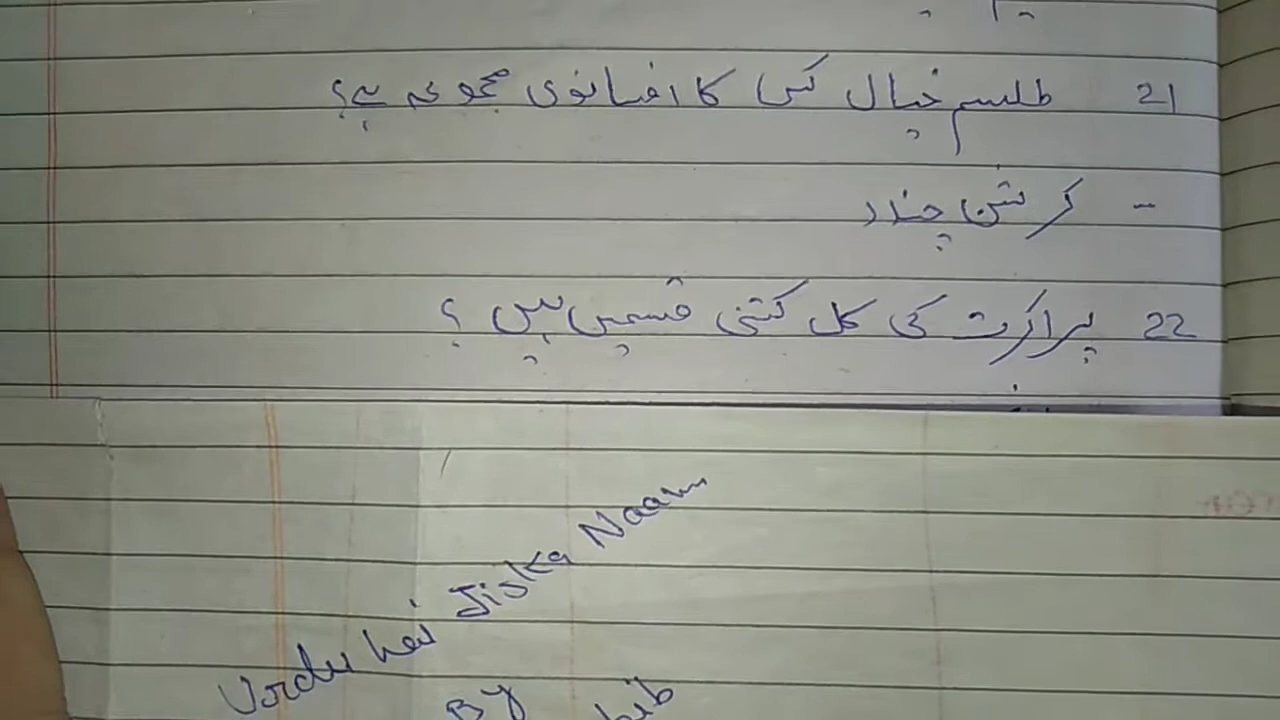 21 طلسم خیال کس کا افسانوی مجموعہ ہے؟
- کرشن چندر
22 پراکرت کی کل کتنی قسمیں ہیں ؟
Urdu hai Jiska Naam
By